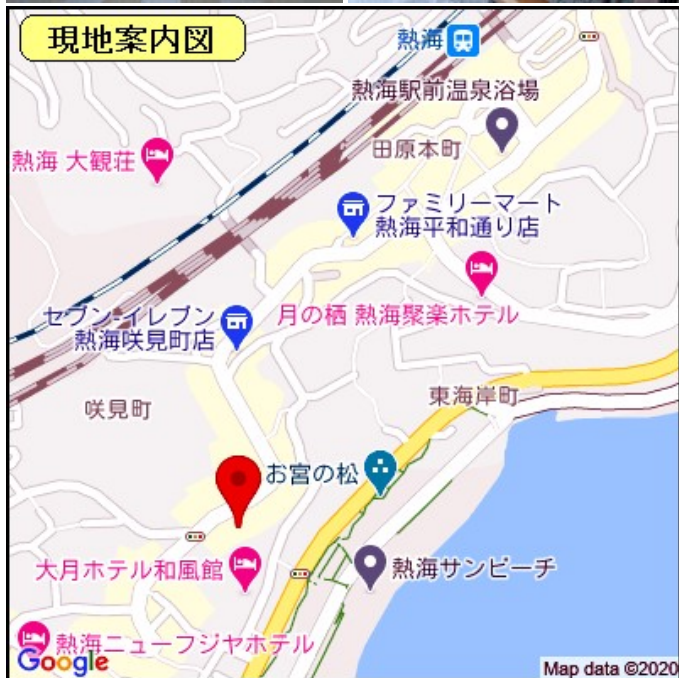 現地案内図
熱海
熱海駅前温泉浴場
田原本町
熱海 大観荘
ファミリーマート
熱海平和通り店
月の栖 熱海聚楽ホテル
セブン-イレブン
熱海咲見町店
東海岸町
咲見町
お宮の松
大月ホテル和風館
熱海サンビーチ
熱海ニューフジヤホテル
Google
Map data ©2020